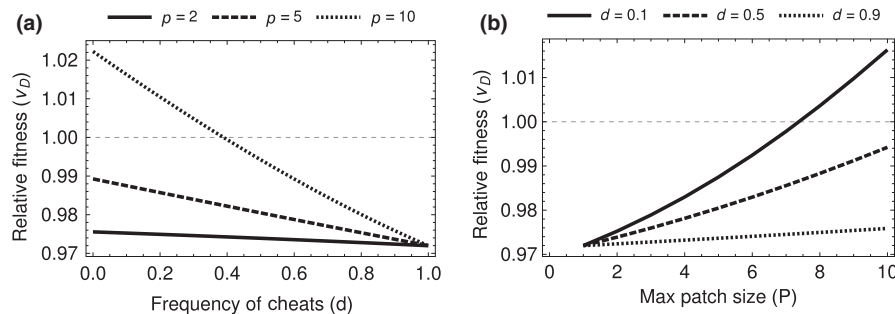 (a)
p = 2 p = 5 p = 10
1.02
1.01
1.00
0.99
0.98
0.97
Relative fitness (v_D)
0.0 0.2 0.4 0.6 0.8 1.0
Frequency of cheats (d)
(b)
d = 0.1 d = 0.5 d = 0.9
1.01
1.00
0.99
0.98
0.97
Relative fitness (v_D)
0 2 4 6 8 10
Max patch size (P)